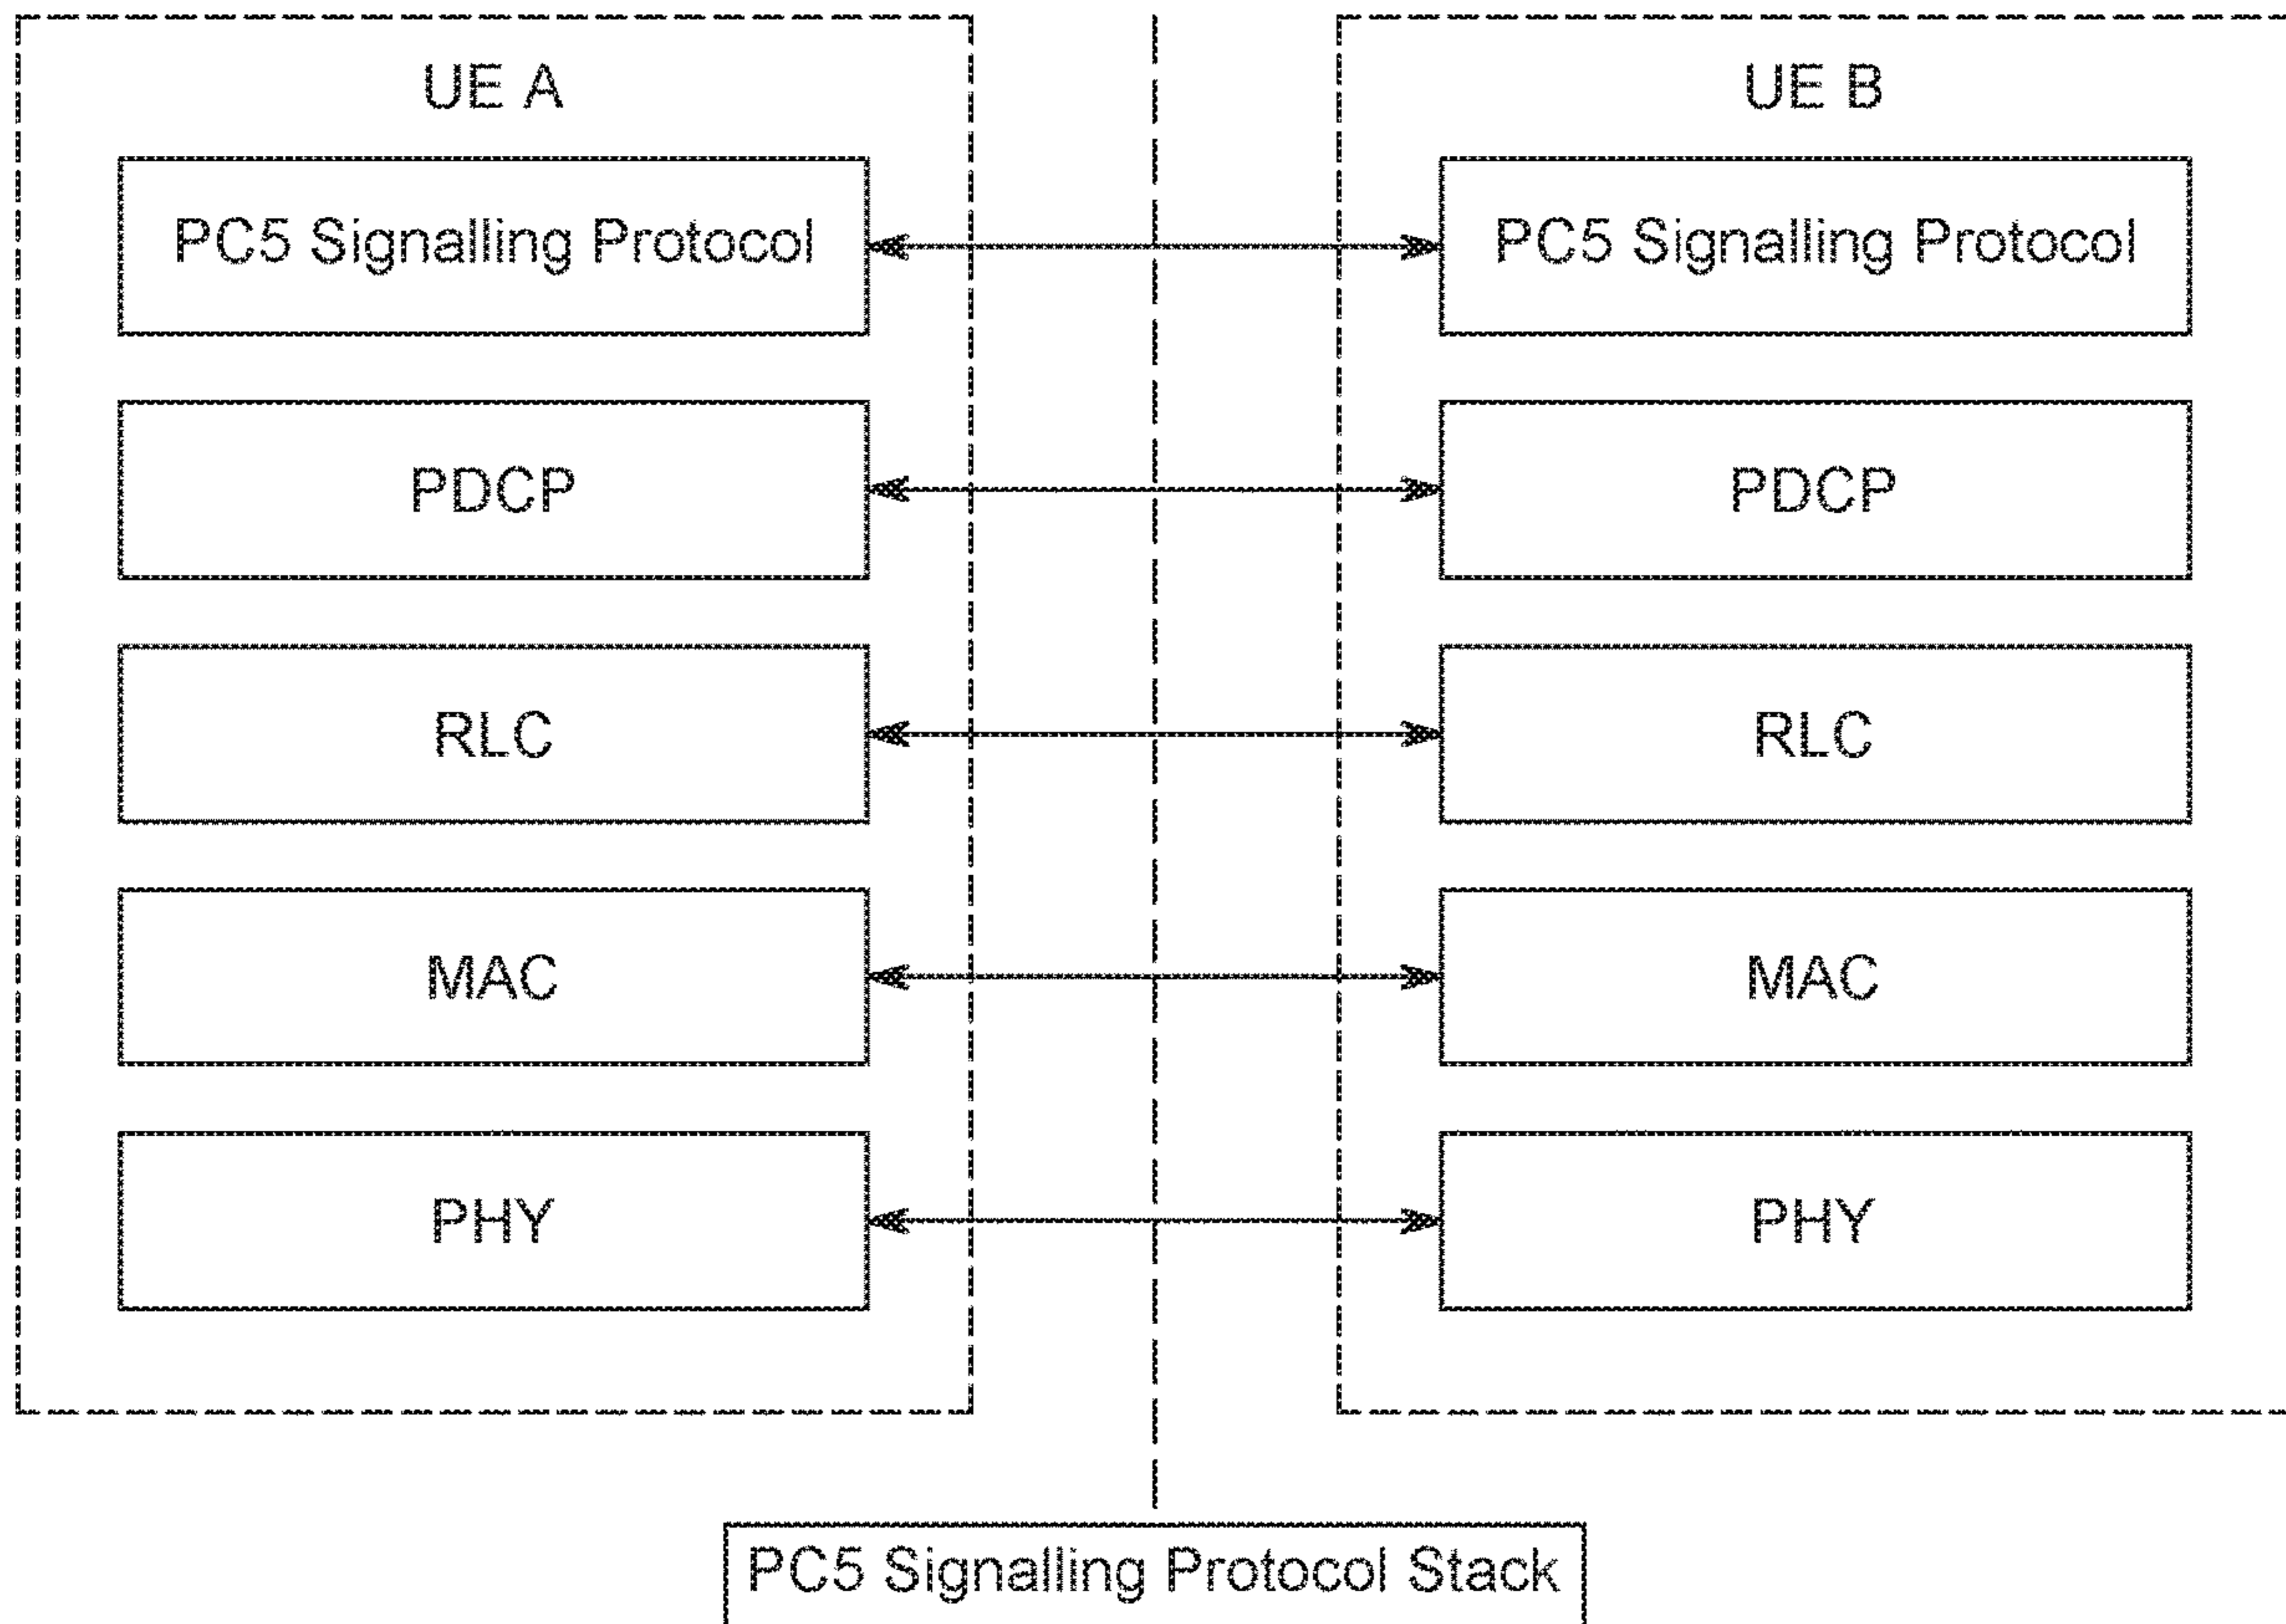 UE A
UE B
PC5 Signalling Protocol
PC5 Signalling Protocol
PDCP
PDCP
RLC
RLC
MAC
MAC
PHY
PHY
PC5 Signalling Protocol Stack